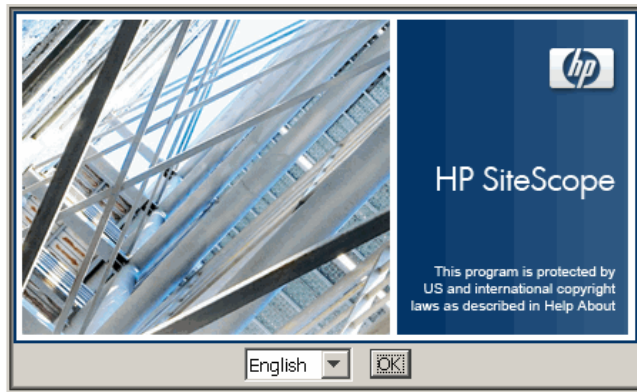 hp
HP SiteScope
This program is protected by
US and international copyright
laws as described in Help About
English
OK